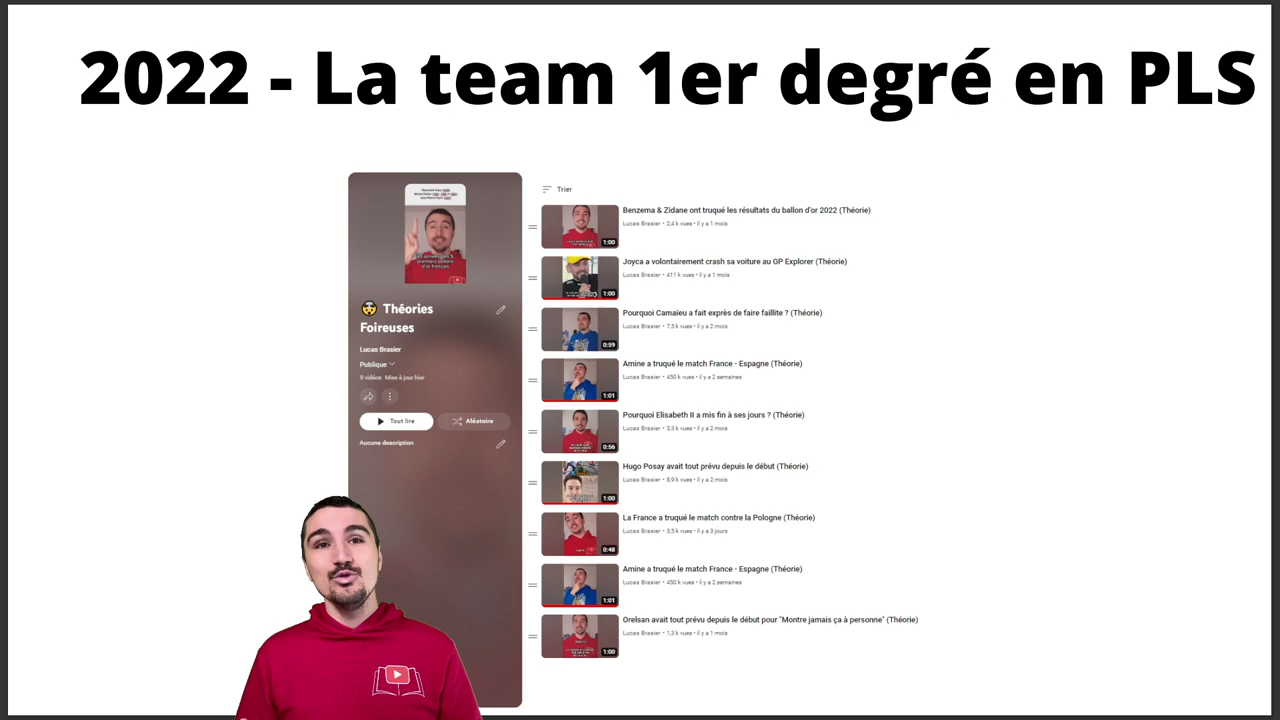 2022 - La team 1er degré en PLS
Théories
Foireuses
Lucas Brasier
Publique
9 vidéos Mise à jour hier
Tout lire
Aléatoire
Aucune description
Trier
Benzema & Zidane ont truqué les résultats du ballon d'or 2022 (Théorie)
Lucas Brasier • 2,4 k vues • il y a 1 mois
1:00
Joyca a volontairement crash sa voiture au GP Explorer (Théorie)
Lucas Brasier • 411 k vues • il y a 1 mois
1:00
Pourquoi Camaïeu a fait exprès de faire faillite ? (Théorie)
Lucas Brasier • 7,5 k vues • il y a 2 mois
0:59
Amine a truqué le match France - Espagne (Théorie)
Lucas Brasier • 450 k vues • il y a 2 semaines
1:01
Pourquoi Elisabeth II a mis fin à ses jours ? (Théorie)
Lucas Brasier • 3,3 k vues • il y a 2 mois
0:56
Hugo Posay avait tout prévu depuis le début (Théorie)
Lucas Brasier • 8,9 k vues • il y a 2 mois
1:00
La France a truqué le match contre la Pologne (Théorie)
Lucas Brasier • 3,5 k vues • il y a 3 jours
0:48
Amine a truqué le match France - Espagne (Théorie)
Lucas Brasier • 450 k vues • il y a 2 semaines
1:01
Orelsan avait tout prévu depuis le début pour "Montre jamais ça à personne" (Théorie)
Lucas Brasier • 1,3 k vues • il y a 1 mois
1:00